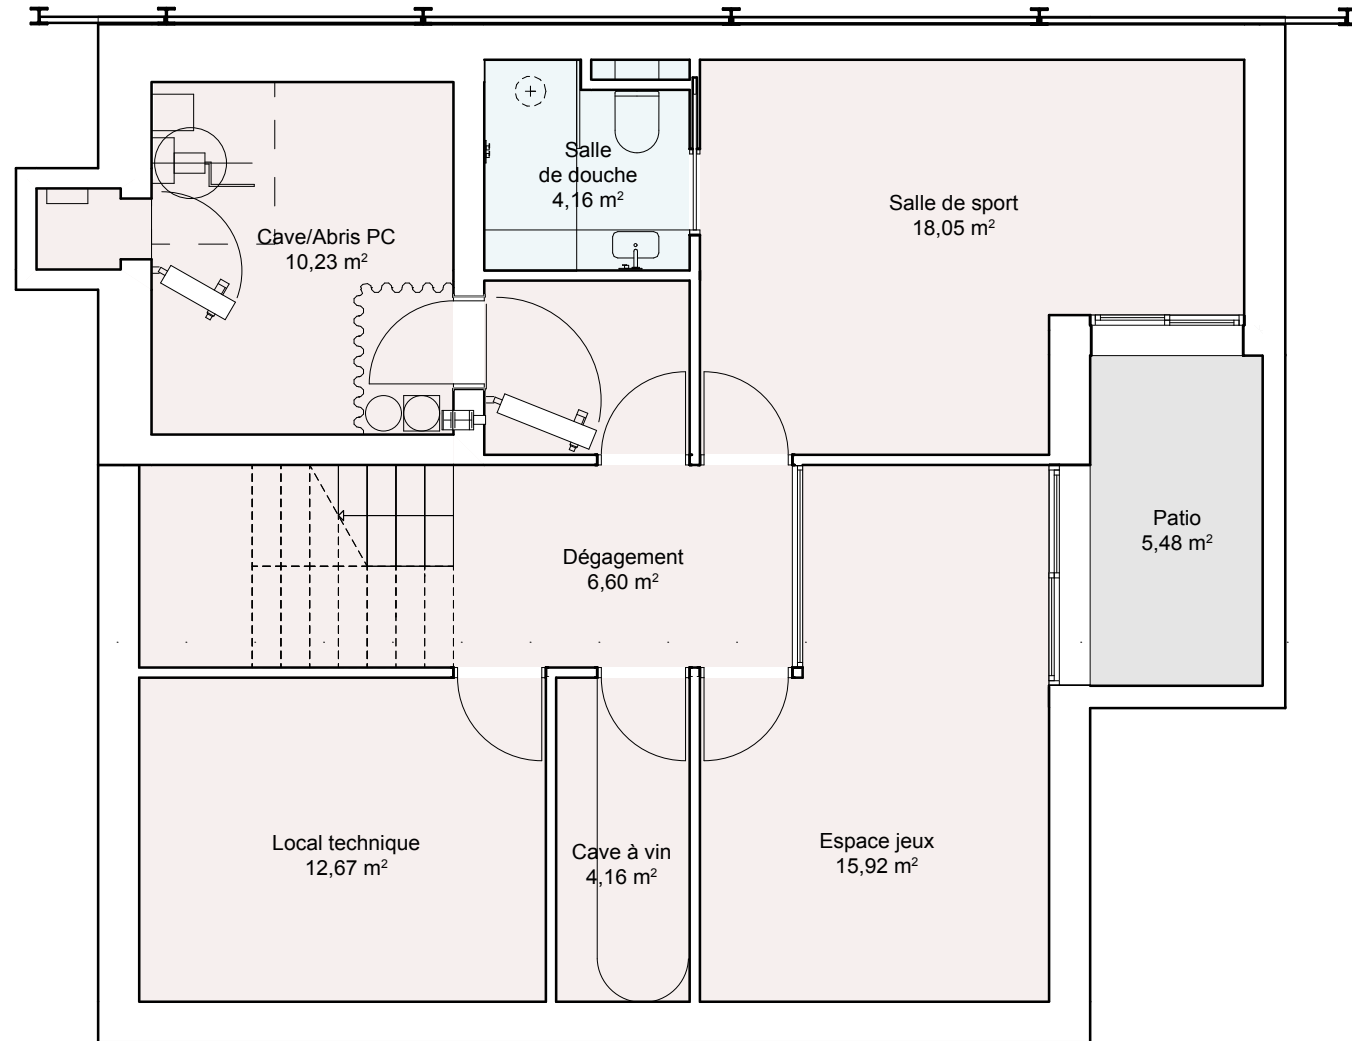 Salle
de douche
4,16 m²
Salle de sport
18,05 m²
Cave/Abris PC
10,23 m²
Patio
5,48 m²
Dégagement
6,60 m²
Local technique
12,67 m²
Cave à vin
4,16 m²
Espace jeux
15,92 m²